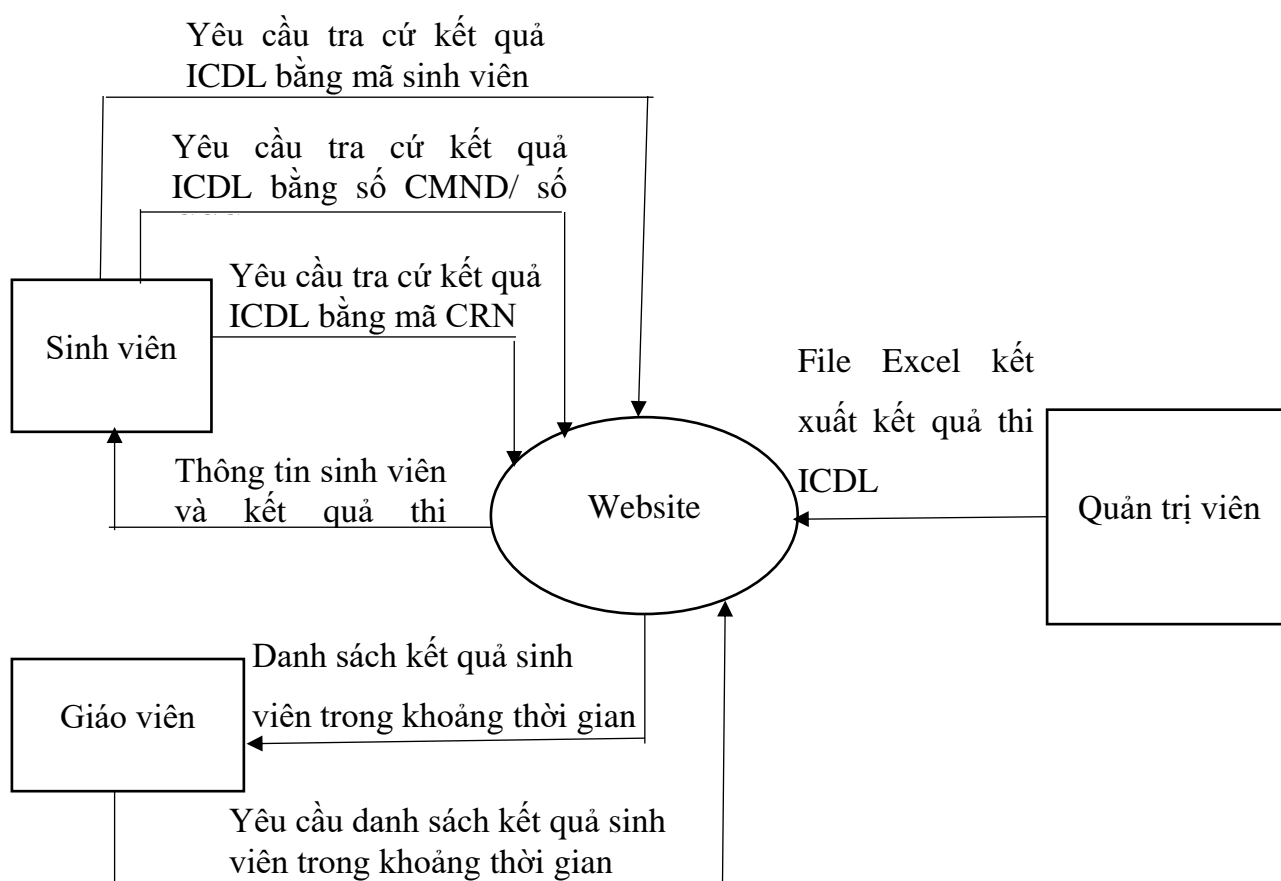 Yêu cầu tra cứ kết quả
ICDL bằng mã sinh viên
Yêu cầu tra cứ kết quả
ICDL bằng số CMND/ số
Yêu cầu tra cứ kết quả
ICDL bằng mã CRN
Sinh viên
File Excel kết
xuất kết quả thi
ICDL
Thông tin sinh viên
và kết quả thi
Website
Quản trị viên
Danh sách kết quả sinh
viên trong khoảng thời gian
Giáo viên
Yêu cầu danh sách kết quả sinh
viên trong khoảng thời gian